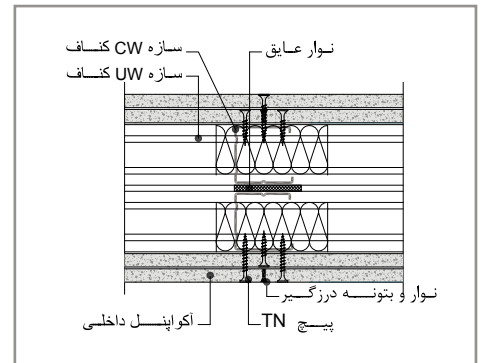 سازه CW کناف
نوار عایق
سازه UW کناف
نوار و بتونه درزگیر
پیچ TN
آکواپنل داخلی